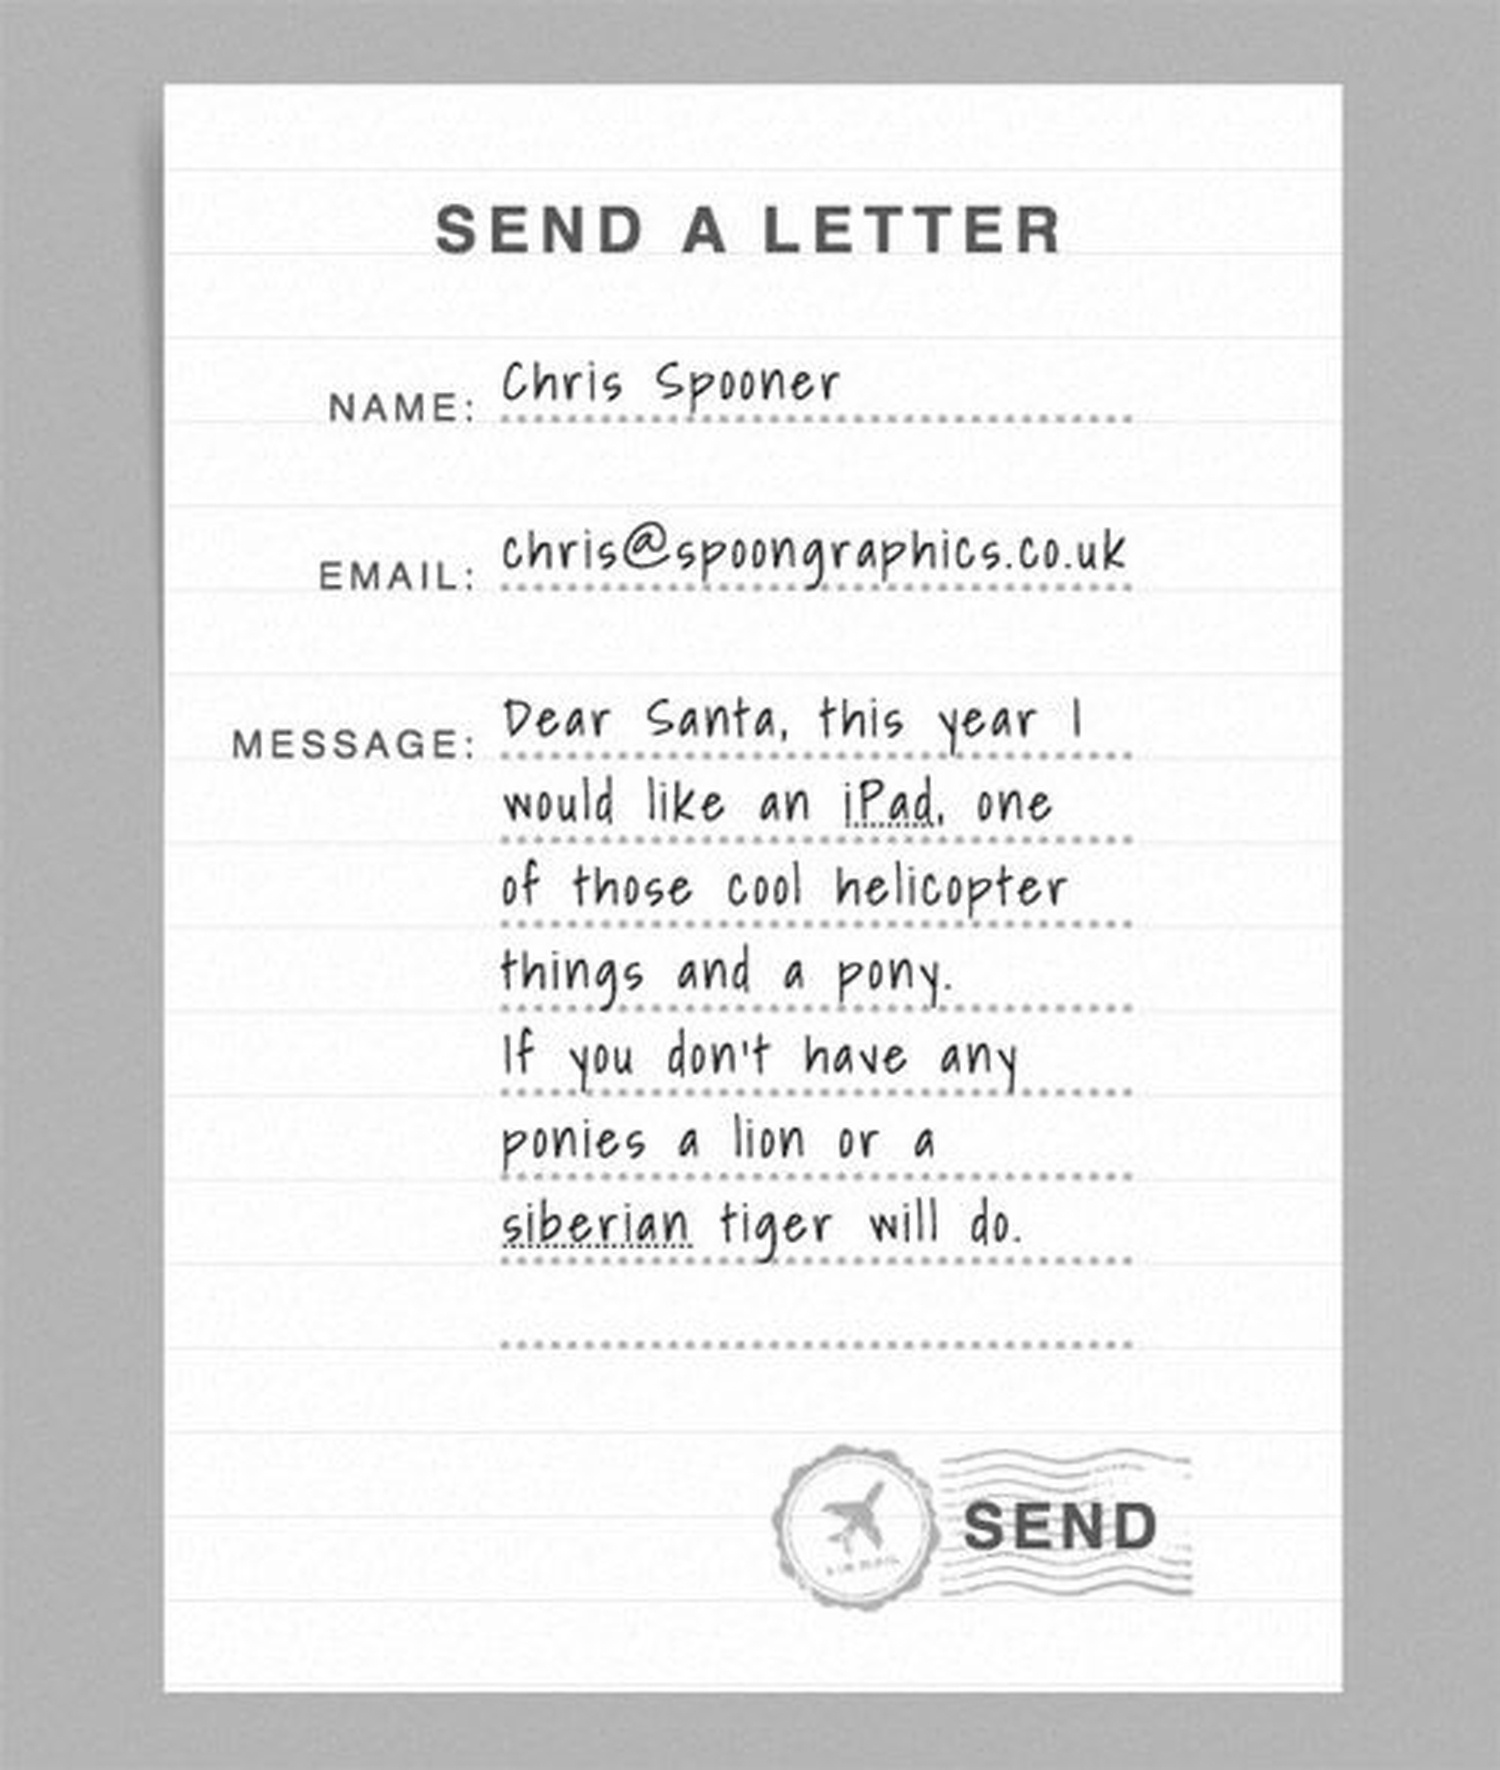 SEND A LETTER
NAME: Chris Spooner
EMAIL: chris@spoongraphics.co.uk
MESSAGE: Dear Santa, this year I
would like an iPad, one
of those cool helicopter
things and a pony.
If you don't have any
ponies a lion or a
siberian tiger will do.
AIR MAIL
SEND